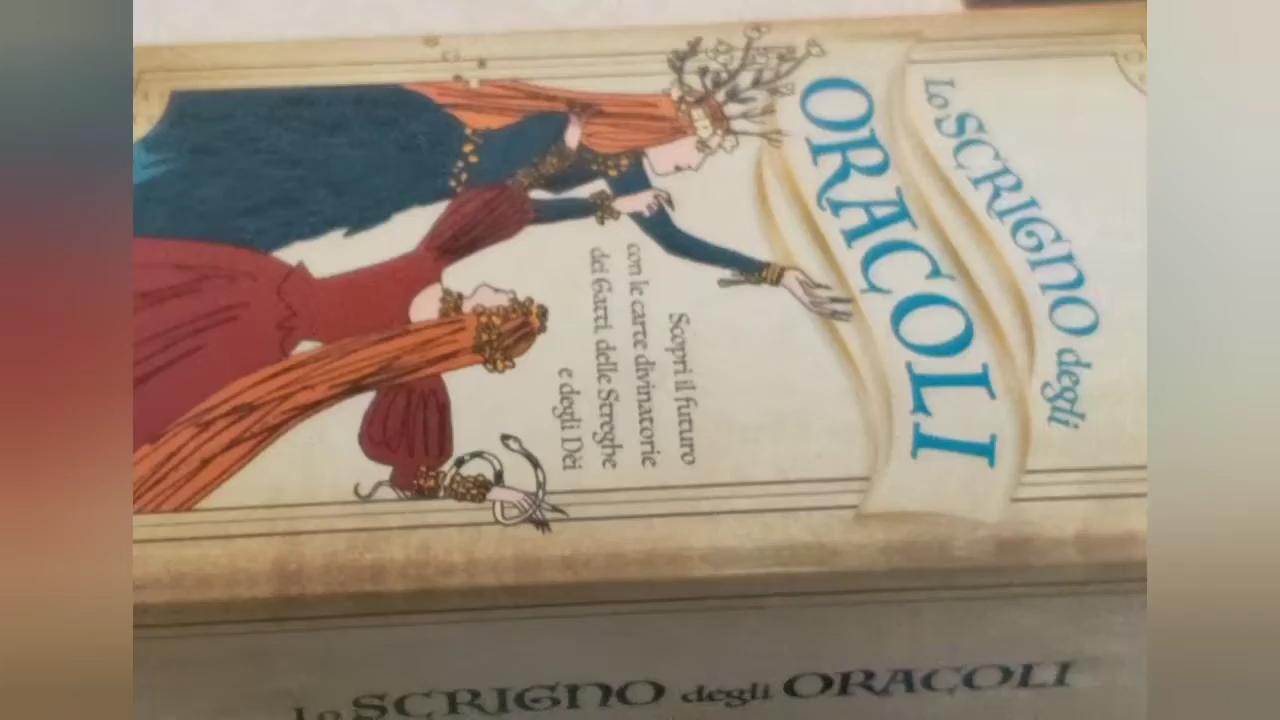 Lo SCRIGNO degli
ORACOLI
Scopri il futuro
con le carte divinatorie
dei Gatti, delle Streghe
e degli Dèi
Lo SCRIGNO degli ORACOLI